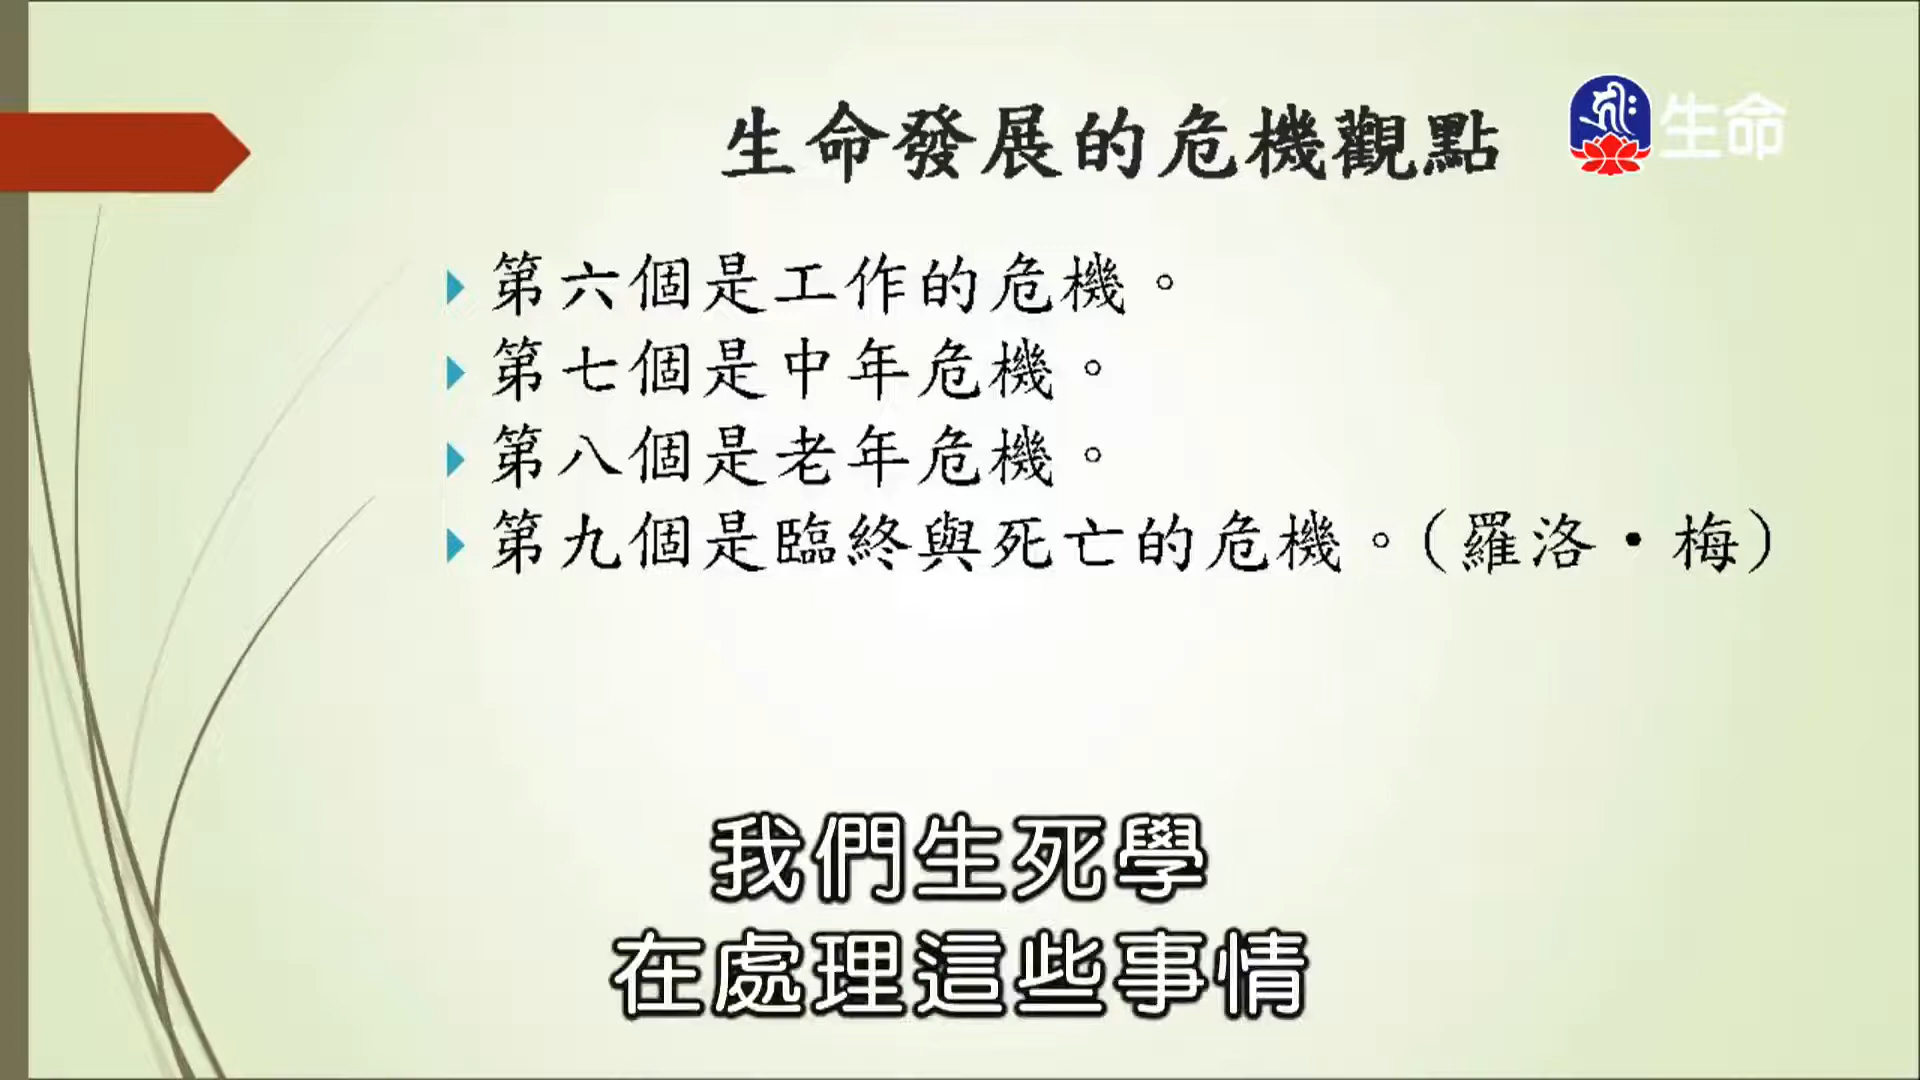 生命發展的危機觀點
生命
第六個是工作的危機。
第七個是中年危機。
第八個是老年危機。
第九個是臨終與死亡的危機。(羅洛・梅)
我們生死學
在處理這些事情